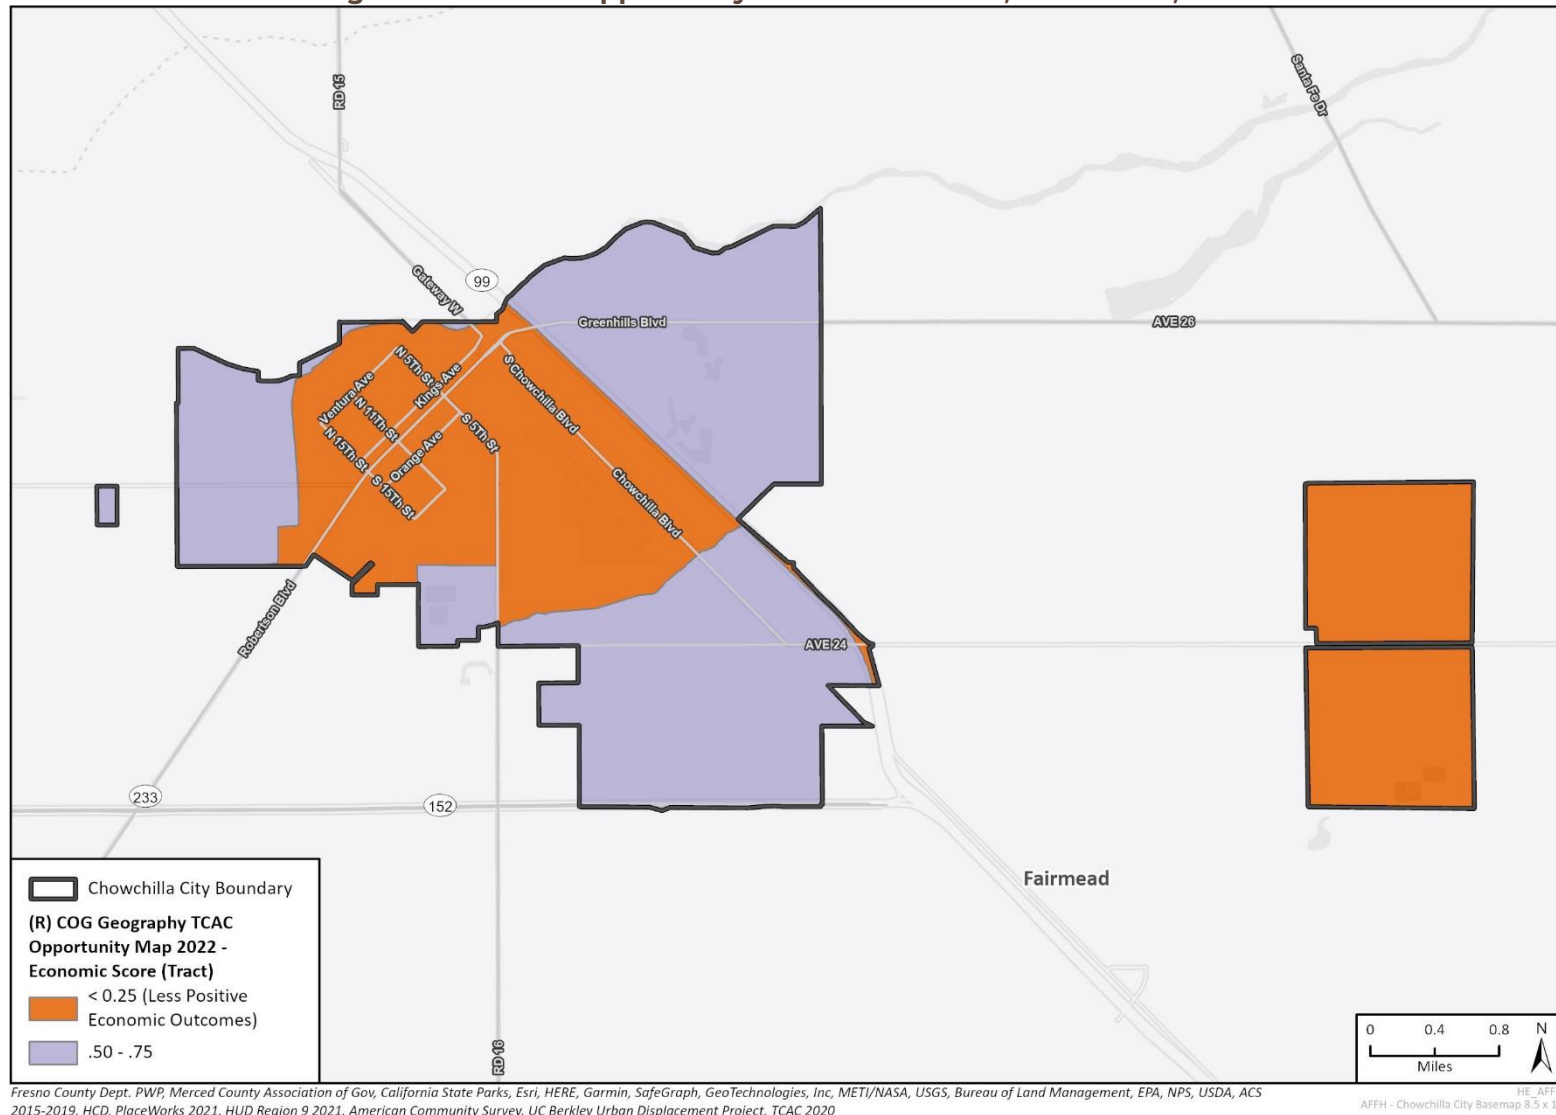 RD 15
Santa Fe Dr
99
Gateway W
Greenhills Blvd
AVE 26
N 5Th St
Kings Ave
S Chowchilla Blvd
Ventura Ave
N 11Th St
S 5Th St
N 15Th St
Orange Ave
S 15Th St
Chowchilla Blvd
Robertson Blvd
AVE 24
233
152
Fairmead
RD 16
Chowchilla City Boundary
(R) COG Geography TCAC
Opportunity Map 2022 -
Economic Score (Tract)
< 0.25 (Less Positive
Economic Outcomes)
.50 - .75
0 0.4 0.8
Miles
N
Fresno County Dept. PWP, Merced County Association of Gov, California State Parks, Esri, HERE, Garmin, SafeGraph, GeoTechnologies, Inc, METI/NASA, USGS, Bureau of Land Management, EPA, NPS, USDA, ACS
2015-2019, HCD, PlaceWorks 2021, HUD Region 9 2021, American Community Survey, UC Berkley Urban Displacement Project, TCAC 2020
HE_AFF
AFFH - Chowchilla City Basemap 8.5 x 1